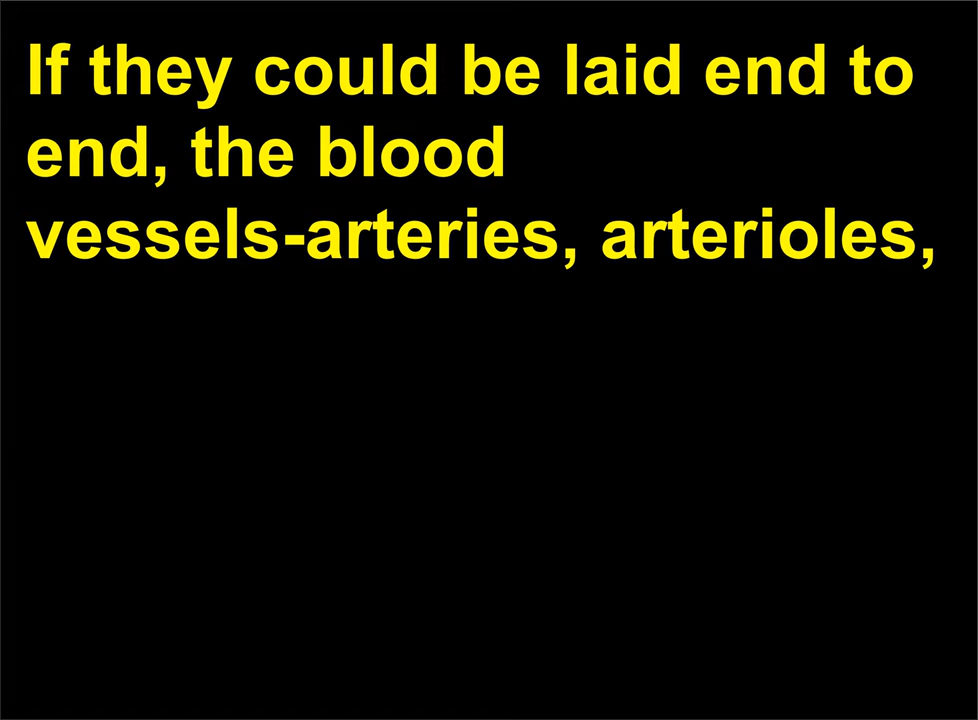 If they could be laid end to
end, the blood
vessels-arteries, arterioles,